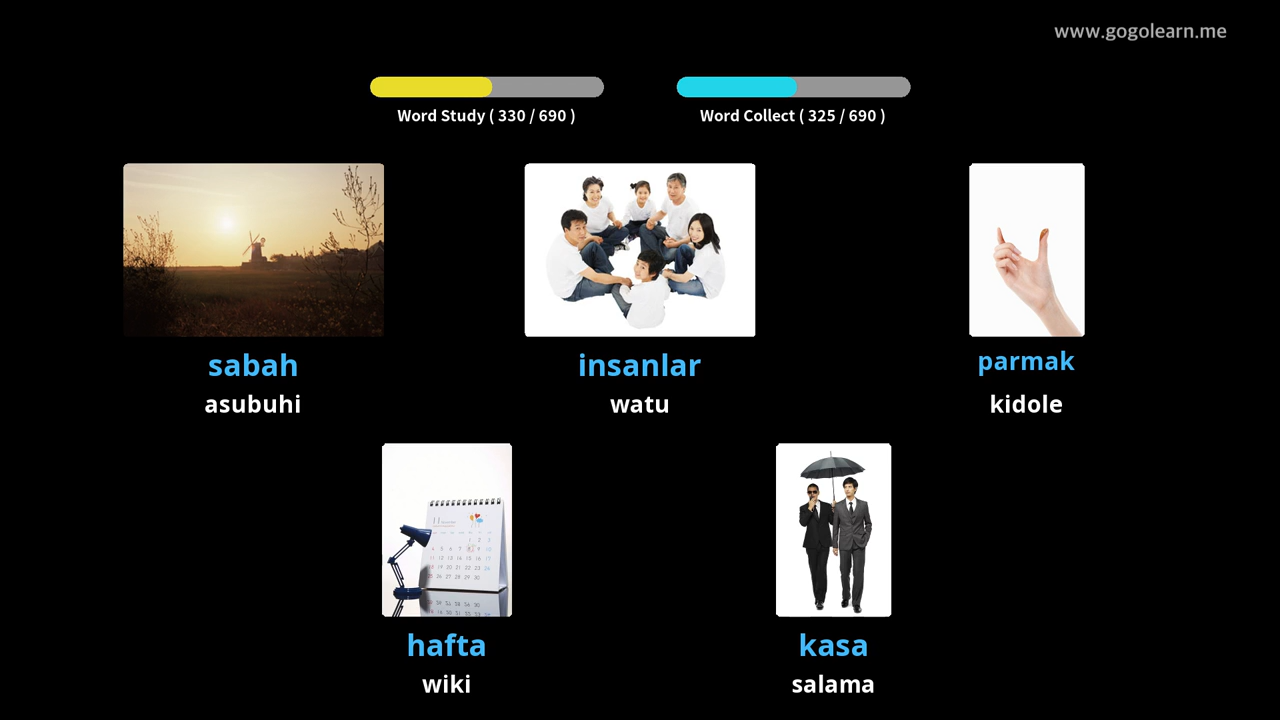 www.gogolearn.me
Word Study ( 330 / 690 )
Word Collect ( 325 / 690 )
sabah
asubuhi
insanlar
watu
parmak
kidole
hafta
wiki
kasa
salama